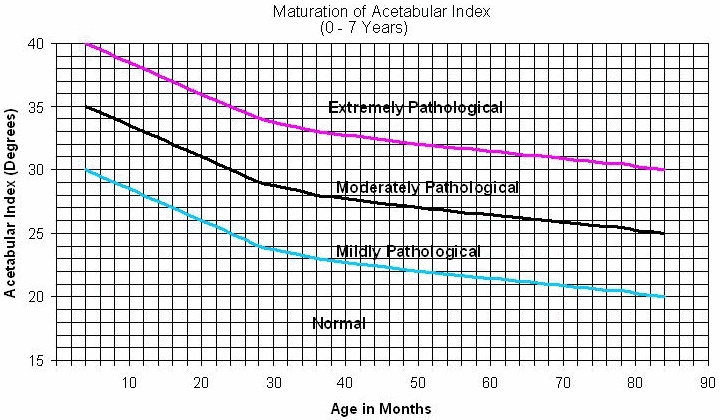 Maturation of Acetabular Index
(0 - 7 Years)
Acetabular Index (Degrees)
40
35
30
25
20
15
Extremely Pathological
Moderately Pathological
Mildly Pathological
Normal
10 20 30 40 50 60 70 80 90
Age in Months